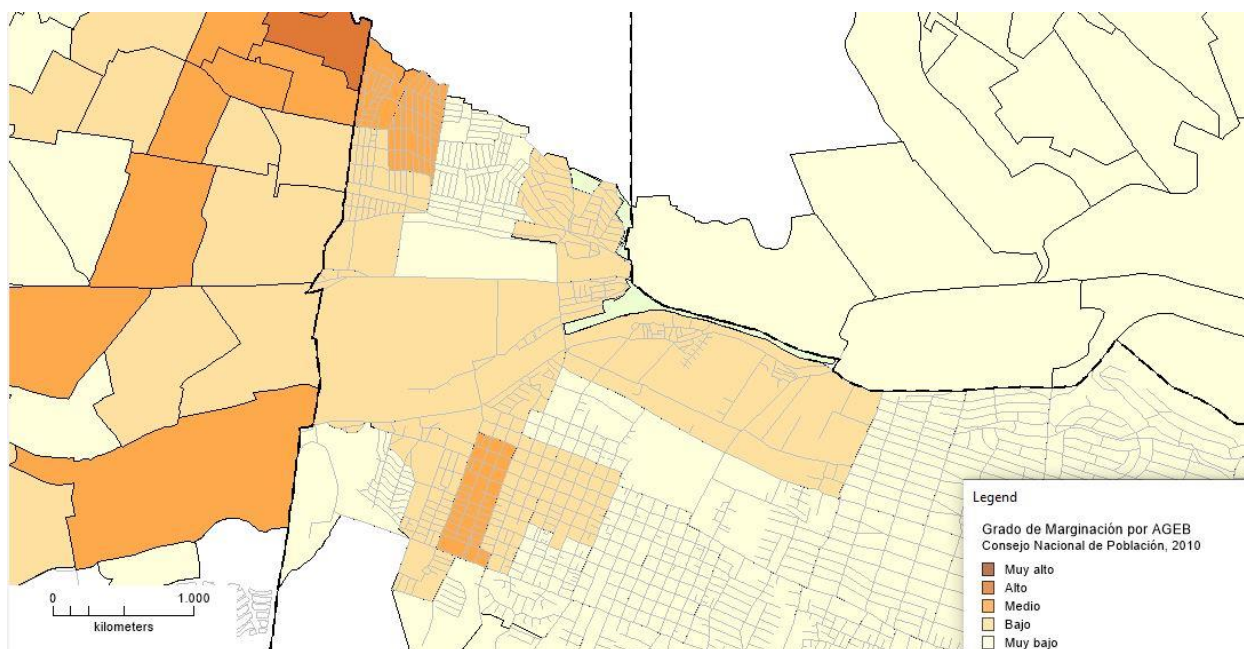 Legend
Grado de Marginación por AGEB
Consejo Nacional de Población, 2010
Muy alto
Alto
Medio
Bajo
Muy bajo
0 1.000
kilometers